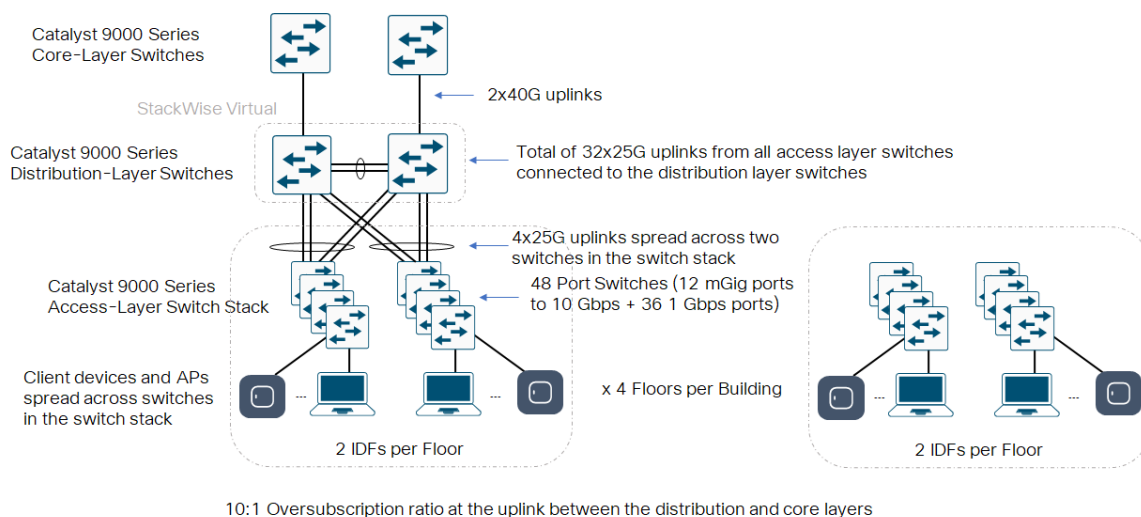 Catalyst 9000 Series
Core-Layer Switches
2x40G uplinks
StackWise Virtual
Catalyst 9000 Series
Distribution-Layer Switches
Total of 32x25G uplinks from all access layer switches
connected to the distribution layer switches
4x25G uplinks spread across two
switches in the switch stack
Catalyst 9000 Series
Access-Layer Switch Stack
48 Port Switches (12 mGig ports
to 10 Gbps + 36 1 Gbps ports)
Client devices and APs
spread across switches
in the switch stack
...
...
x 4 Floors per Building
...
...
2 IDFs per Floor
2 IDFs per Floor
10:1 Oversubscription ratio at the uplink between the distribution and core layers